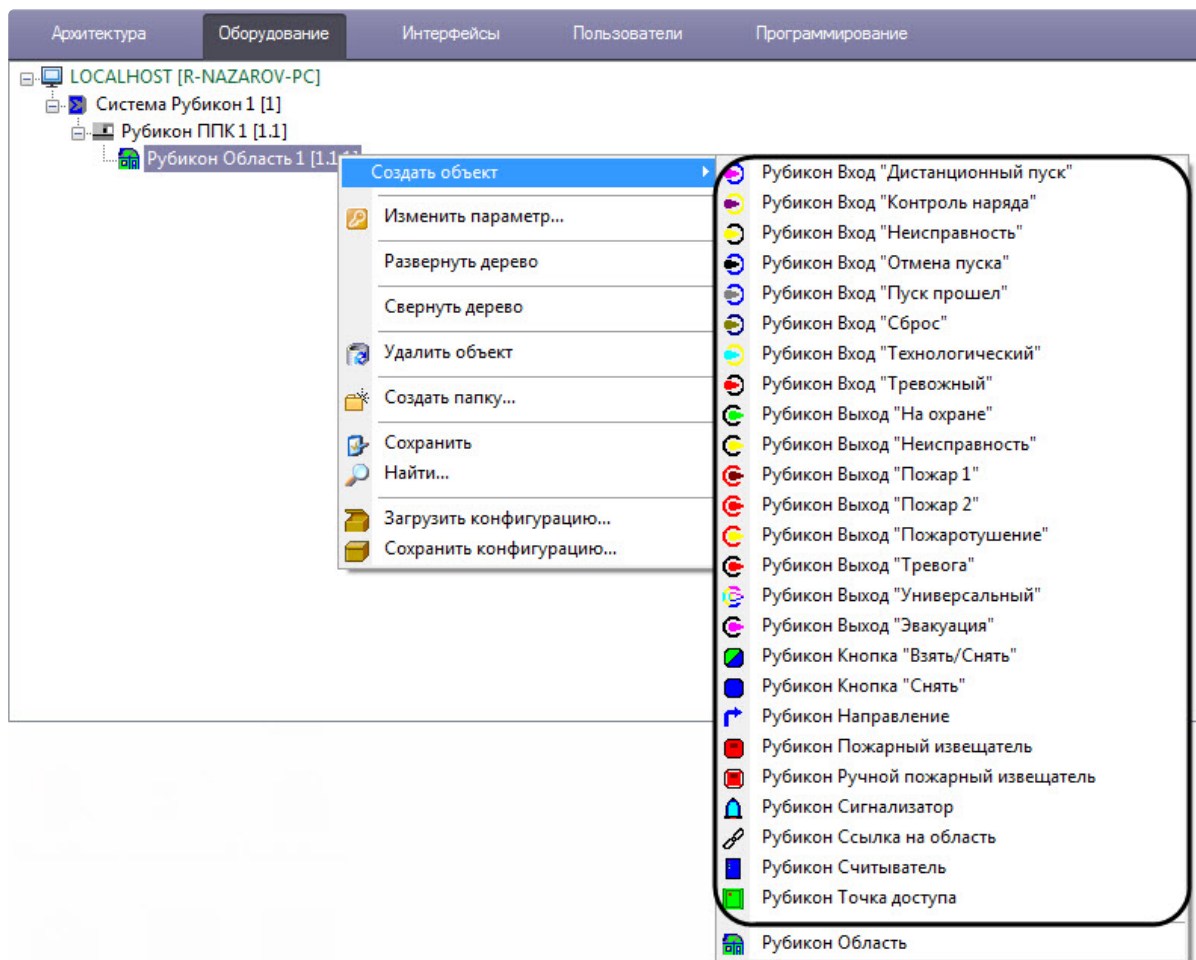 Архитектура Оборудование Интерфейсы Пользователи Программирование
LOCALHOST [R-NAZAROV-PC]
Система Рубикон 1 [1]
Рубикон ППК 1 [1.1]
Рубикон Область 1 [1.1.1]
Создать объект
Изменить параметр...
Развернуть дерево
Свернуть дерево
Удалить объект
Создать папку...
Сохранить
Найти...
Загрузить конфигурацию...
Сохранить конфигурацию...
Рубикон Вход "Дистанционный пуск"
Рубикон Вход "Контроль наряда"
Рубикон Вход "Неисправность"
Рубикон Вход "Отмена пуска"
Рубикон Вход "Пуск прошел"
Рубикон Вход "Сброс"
Рубикон Вход "Технологический"
Рубикон Вход "Тревожный"
Рубикон Выход "На охране"
Рубикон Выход "Неисправность"
Рубикон Выход "Пожар 1"
Рубикон Выход "Пожар 2"
Рубикон Выход "Пожаротушение"
Рубикон Выход "Тревога"
Рубикон Выход "Универсальный"
Рубикон Выход "Эвакуация"
Рубикон Кнопка "Взять/Снять"
Рубикон Кнопка "Снять"
Рубикон Направление
Рубикон Пожарный извещатель
Рубикон Ручной пожарный извещатель
Рубикон Сигнализатор
Рубикон Ссылка на область
Рубикон Считыватель
Рубикон Точка доступа
Рубикон Область